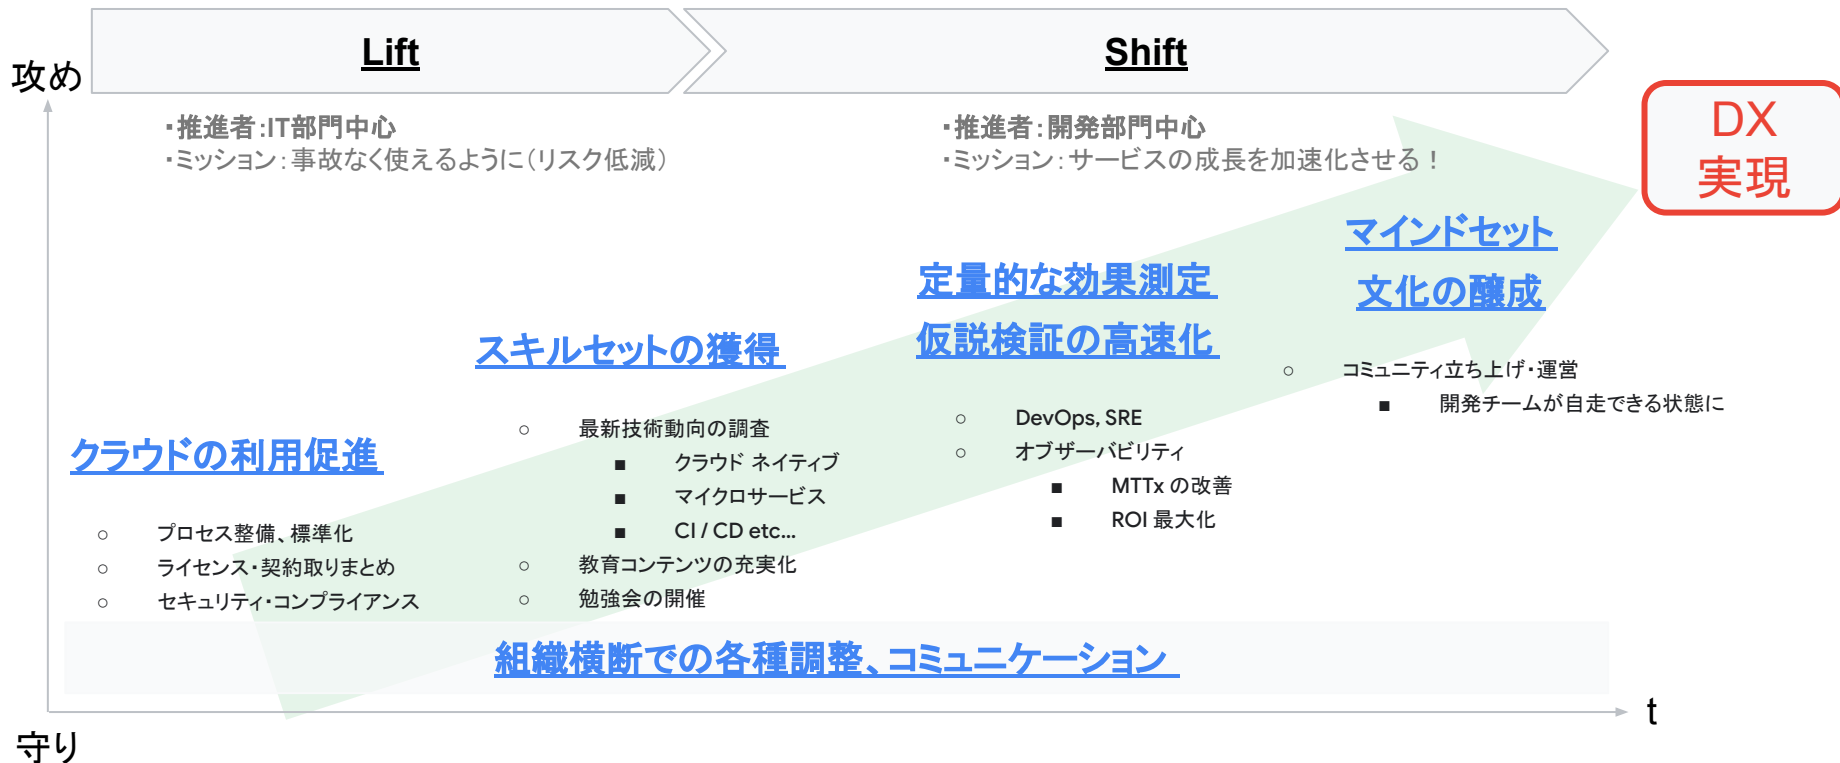 Lift
Shift
攻め
・推進者：IT部門中心
・ミッション：事故なく使えるように（リスク低減）
・推進者：開発部門中心
・ミッション：サービスの成長を加速化させる！
DX
実現
クラウドの利用促進
○ プロセス整備、標準化
○ ライセンス・契約取りまとめ
○ セキュリティ・コンプライアンス
スキルセットの獲得
○ 最新技術動向の調査
■ クラウド ネイティブ
■ マイクロサービス
■ CI / CD etc...
○ 教育コンテンツの充実化
○ 勉強会の開催
定量的な効果測定
仮説検証の高速化
○ DevOps, SRE
○ オブザーバビリティ
■ MTTx の改善
■ ROI 最大化
マインドセット
文化の醸成
○ コミュニティ立ち上げ・運営
■ 開発チームが自走できる状態に
組織横断での各種調整、コミュニケーション
t
守り